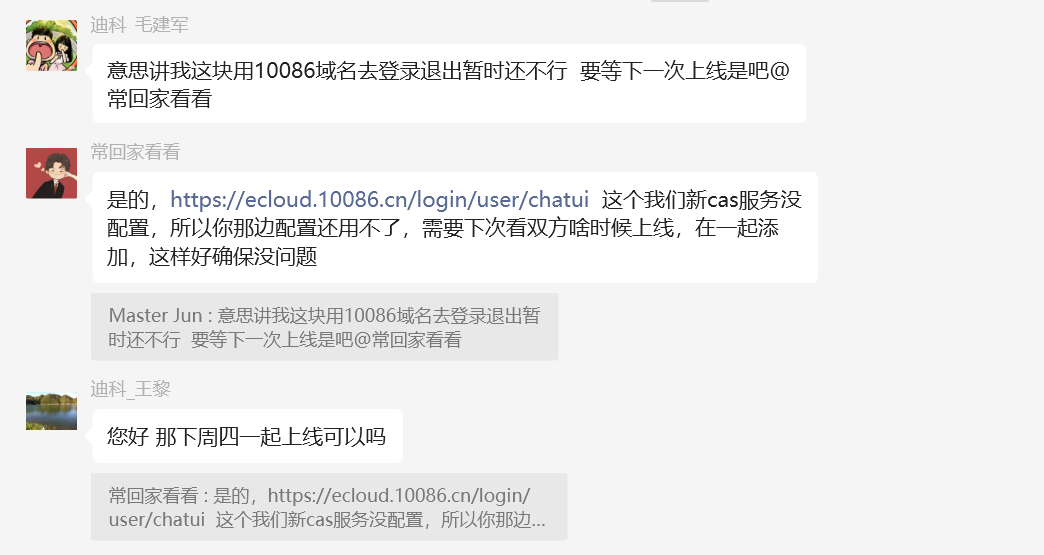 迪科 毛建军
意思讲我这块用10086域名去登录退出暂时还不行 要等下一次上线是吧@
常回家看看
常回家看看
是的，https://ecloud.10086.cn/login/user/chatui 这个我们新cas服务没
配置，所以你那边配置还用不了，需要下次看双方啥时候上线，在一起添
加，这样好确保没问题
Master Jun : 意思讲我这块用10086域名去登录退出暂
时还不行 要等下一次上线是吧@常回家看看
迪科_王黎
您好 那下周四一起上线可以吗
常回家看看 : 是的，https://ecloud.10086.cn/login/
user/chatui 这个我们新cas服务没配置，所以你那边...